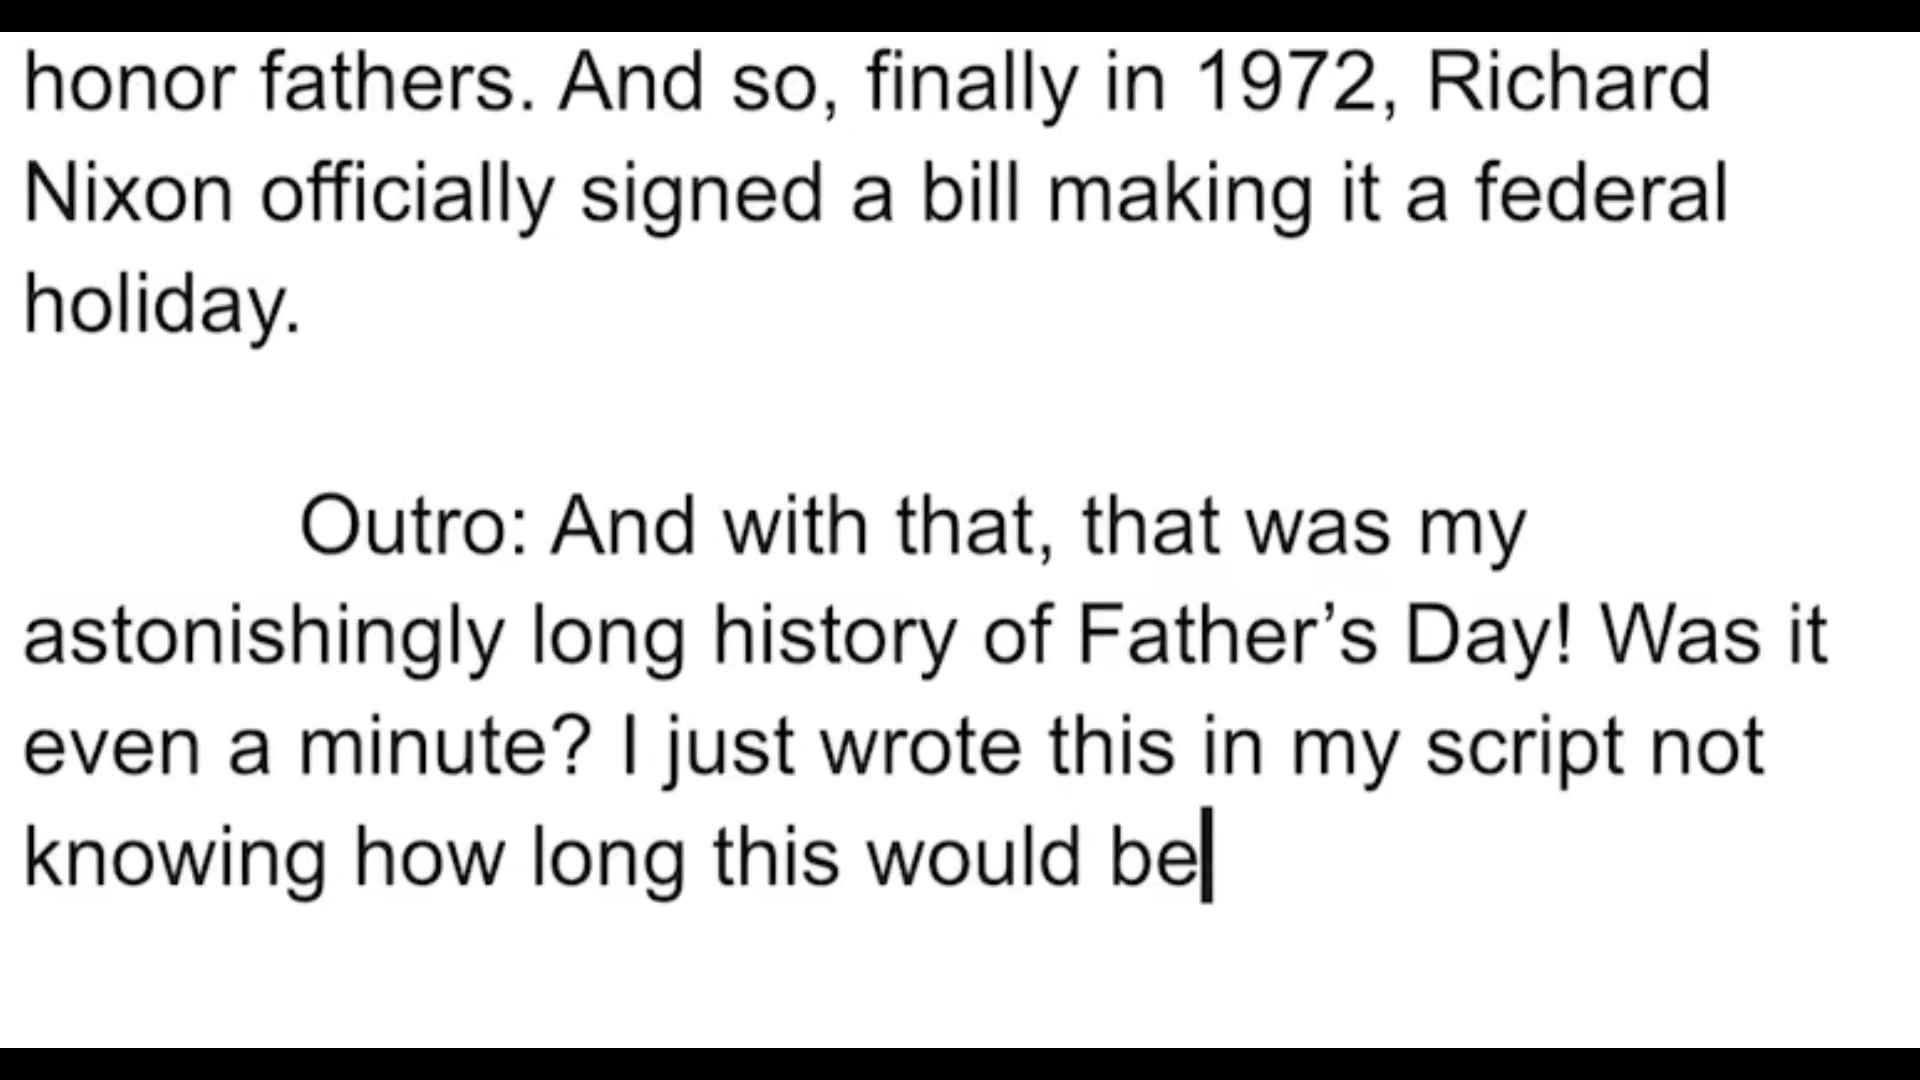 honor fathers. And so, finally in 1972, Richard
Nixon officially signed a bill making it a federal
holiday.
Outro: And with that, that was my
astonishingly long history of Father’s Day! Was it
even a minute? I just wrote this in my script not
knowing how long this would be